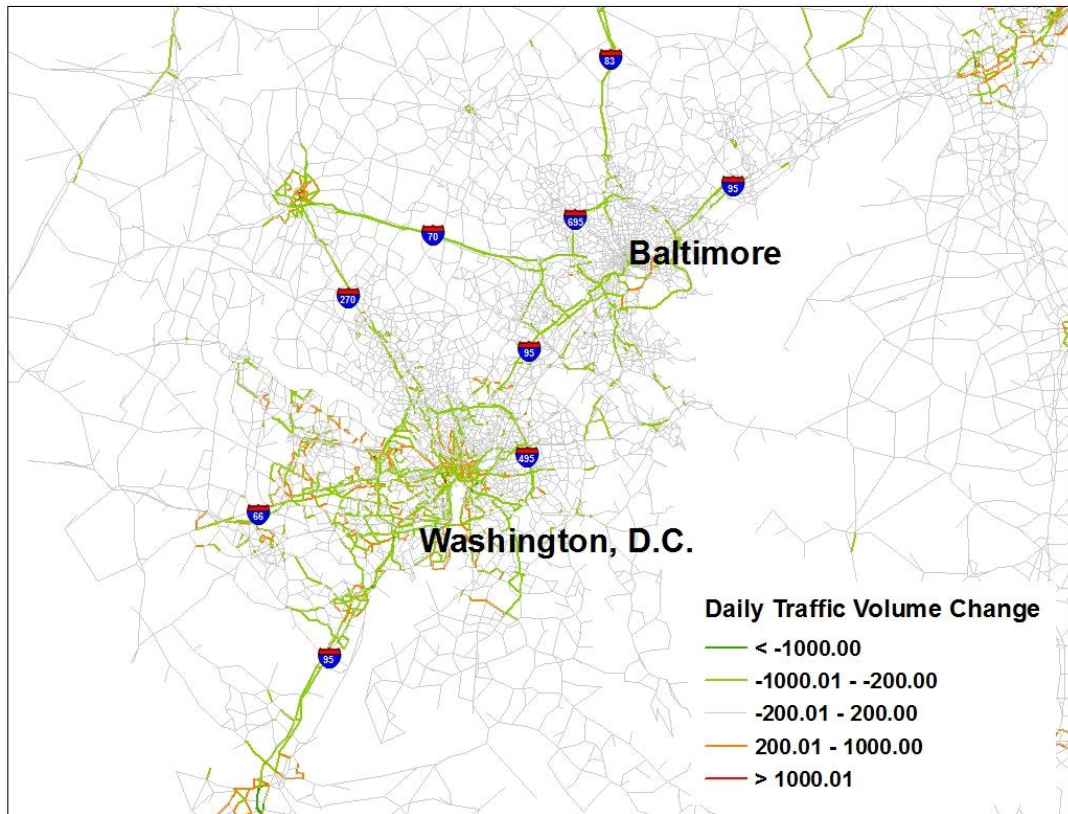 83
95
695
70
Baltimore
270
95
495
66
Washington, D.C.
95
Daily Traffic Volume Change
< -1000.00
-1000.01 - -200.00
-200.01 - 200.00
200.01 - 1000.00
> 1000.01